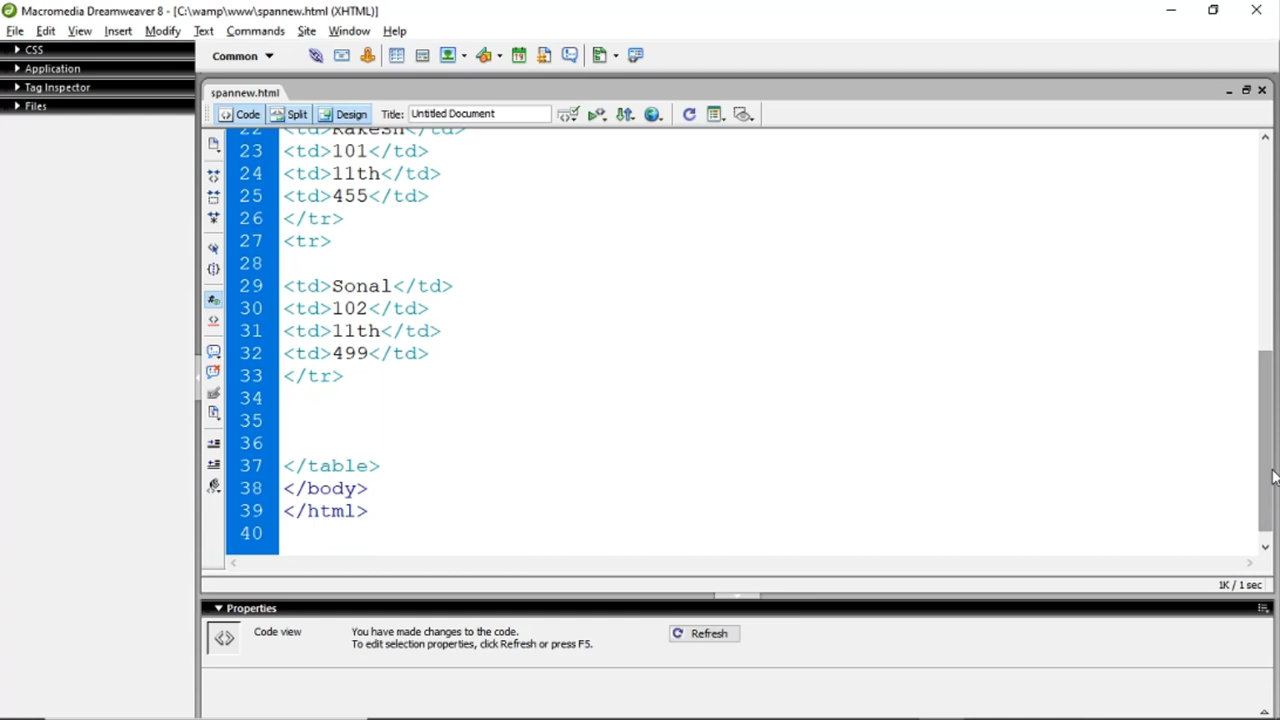 Macromedia Dreamweaver 8 - [C:\wamp\www\spannew.html (XHTML)]
File Edit View Insert Modify Text Commands Site Window Help
CSS
Application
Tag Inspector
Files
Common
spannew.html
Code Split Design Title: Untitled Document
22 <td>Rakesh</td>
23 <td>101</td>
24 <td>11th</td>
25 <td>455</td>
26 </tr>
27 <tr>
28
29 <td>Sonal</td>
30 <td>102</td>
31 <td>11th</td>
32 <td>499</td>
33 </tr>
34
35
36
37 </table>
38 </body>
39 </html>
40
1K / 1 sec
Properties
Code view
You have made changes to the code.
To edit selection properties, click Refresh or press F5.
Refresh